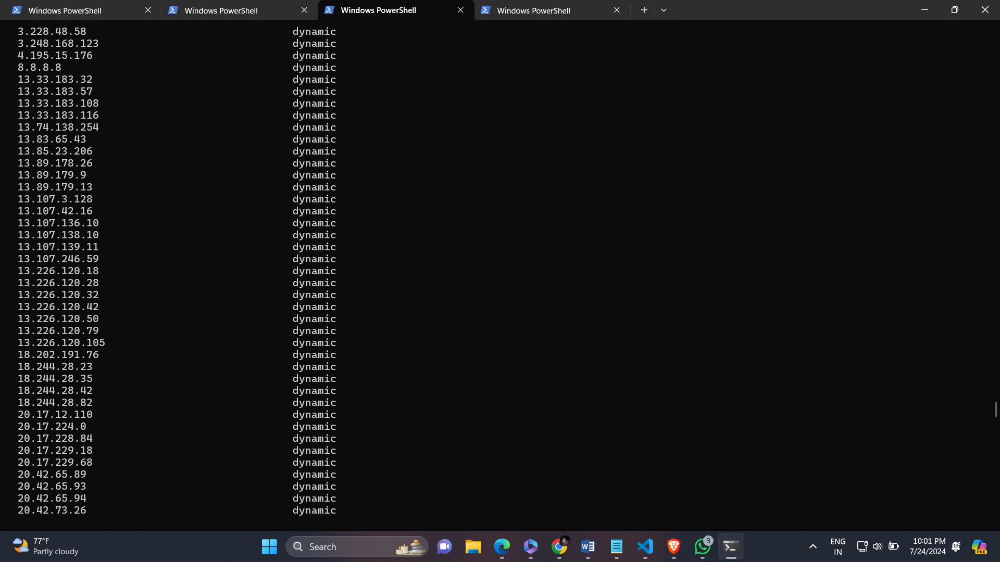 Windows PowerShell Windows PowerShell Windows PowerShell Windows PowerShell
3.228.48.58 dynamic
3.248.168.123 dynamic
4.195.15.176 dynamic
8.8.8.8 dynamic
13.33.183.32 dynamic
13.33.183.57 dynamic
13.33.183.108 dynamic
13.33.183.116 dynamic
13.74.138.254 dynamic
13.83.65.43 dynamic
13.85.23.206 dynamic
13.89.178.26 dynamic
13.89.179.9 dynamic
13.89.179.13 dynamic
13.107.3.128 dynamic
13.107.42.16 dynamic
13.107.136.10 dynamic
13.107.138.10 dynamic
13.107.139.11 dynamic
13.107.246.59 dynamic
13.226.120.18 dynamic
13.226.120.28 dynamic
13.226.120.32 dynamic
13.226.120.42 dynamic
13.226.120.50 dynamic
13.226.120.79 dynamic
13.226.120.105 dynamic
18.202.191.76 dynamic
18.244.28.23 dynamic
18.244.28.35 dynamic
18.244.28.42 dynamic
18.244.28.82 dynamic
20.17.12.110 dynamic
20.17.224.0 dynamic
20.17.228.84 dynamic
20.17.229.18 dynamic
20.17.229.68 dynamic
20.42.65.89 dynamic
20.42.65.93 dynamic
20.42.65.94 dynamic
20.42.73.26 dynamic
77°F
Partly cloudy
Search
W
3
ENG
IN
10:01 PM
7/24/2024
PRE